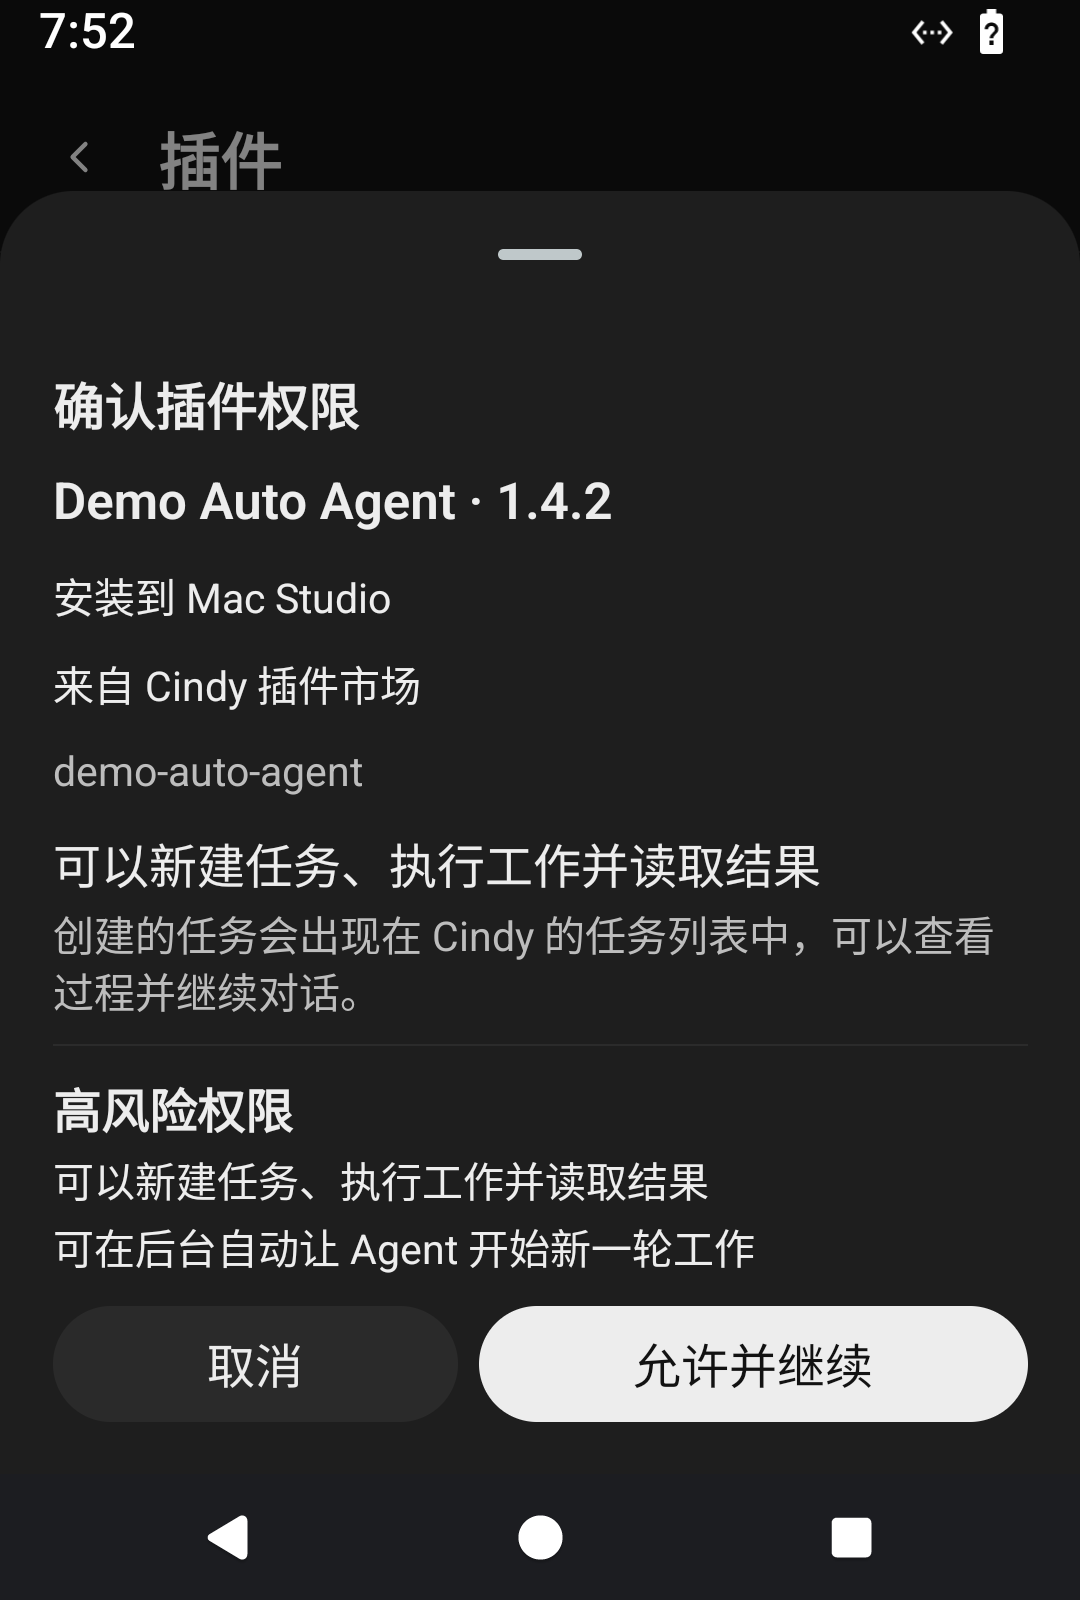 7:52
插件
确认插件权限
Demo Auto Agent · 1.4.2
安装到 Mac Studio
来自 Cindy 插件市场
demo-auto-agent
可以新建任务、执行工作并读取结果
创建的任务会出现在 Cindy 的任务列表中，可以查看
过程并继续对话。
高风险权限
可以新建任务、执行工作并读取结果
可在后台自动让 Agent 开始新一轮工作
取消
允许并继续